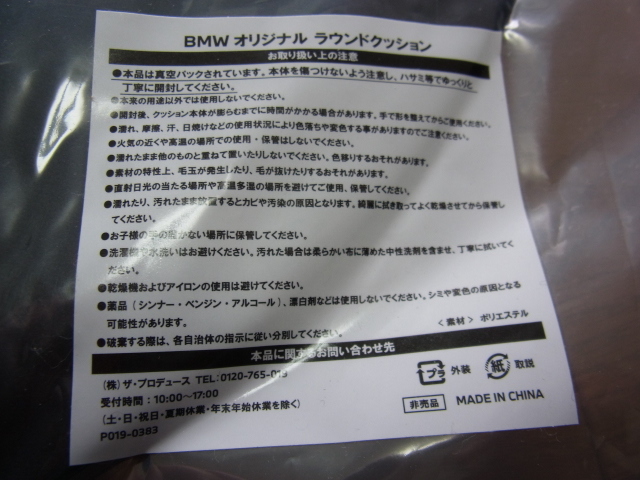 BMW オリジナル ラウンドクッション
お取り扱い上の注意
●本品は真空パックされています。本体を傷つけないよう注意し、ハサミ等でゆっくりと
丁寧に開封してください。
●本来の用途以外では使用しないでください。
●開封後、クッション本体が膨らむまでに時間がかかる場合があります。手で形を整えてからご使用ください。
●濡れ、摩擦、汗、日焼けなどの使用状況により色落ちや変色する事がありますのでご注意ください。
●火気の近くや高温の場所での使用・保管はしないでください。
●濡れたまま他のものと重ねて置いたりしないでください。色移りするおそれがあります。
●素材の特性上、毛玉が発生したり、毛が抜けたりするおそれがあります。
●直射日光の当たる場所や高温多湿の場所を避けてご使用、保管してください。
●濡れたり、汚れたまま放置するとカビや汚染の原因となります。綺麗に拭き取ってよく乾燥させてから保管し
てください。
●お子様の手の届かない場所に保管してください。
●洗濯機や水洗いはお避けください。汚れた場合は柔らかい布に薄めた中性洗剤を含ませ、丁寧に拭いてく
ださい。
●乾燥機およびアイロンの使用は避けてください。
●薬品（シンナー・ベンジン・アルコール）、漂白剤などは使用しないでください。シミや変色の原因となる
可能性があります。
●破棄する際は、各自治体の指示に従い分別してください。
＜素材＞ ポリエステル
本品に関するお問い合わせ先
(株)ザ・プロデュース TEL:0120-765-013
受付時間：10:00〜17:00
(土・日・祝日・夏期休業・年末年始休業を除く)
P019-0383
プラ 外装 紙 取説
非売品 MADE IN CHINA